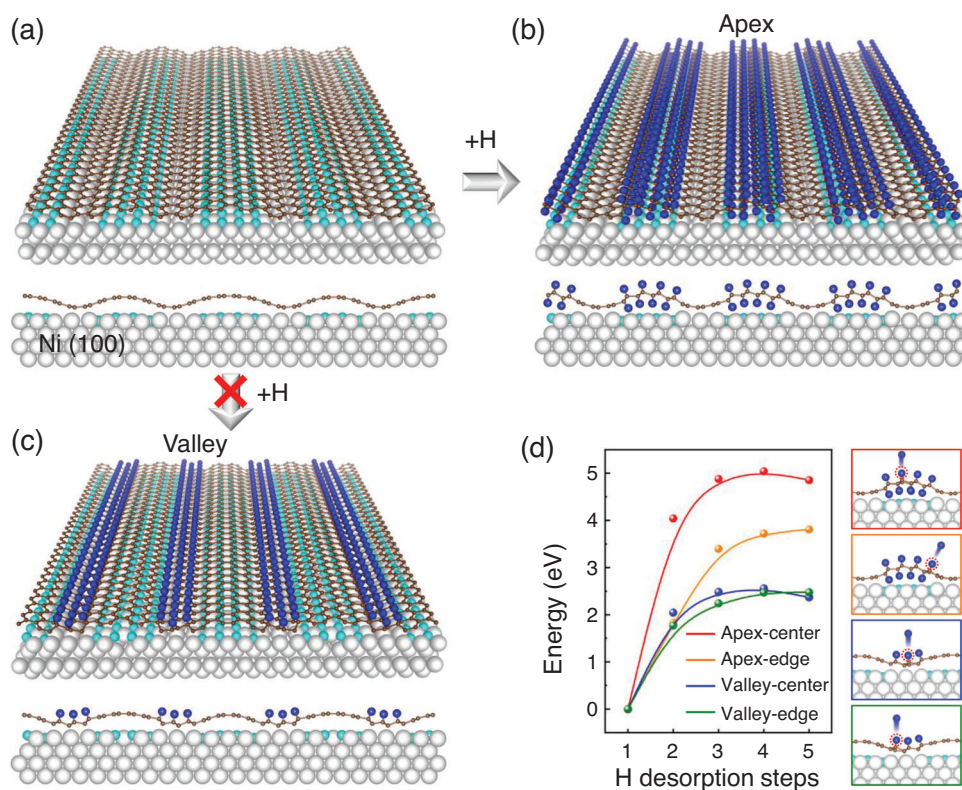 (a)
(b)
Apex
+H
Ni (100)
+H
(c)
Valley
(d)
Energy (eV)
5
4
3
2
1
0
Apex-center
Apex-edge
Valley-center
Valley-edge
1 2 3 4 5
H desorption steps